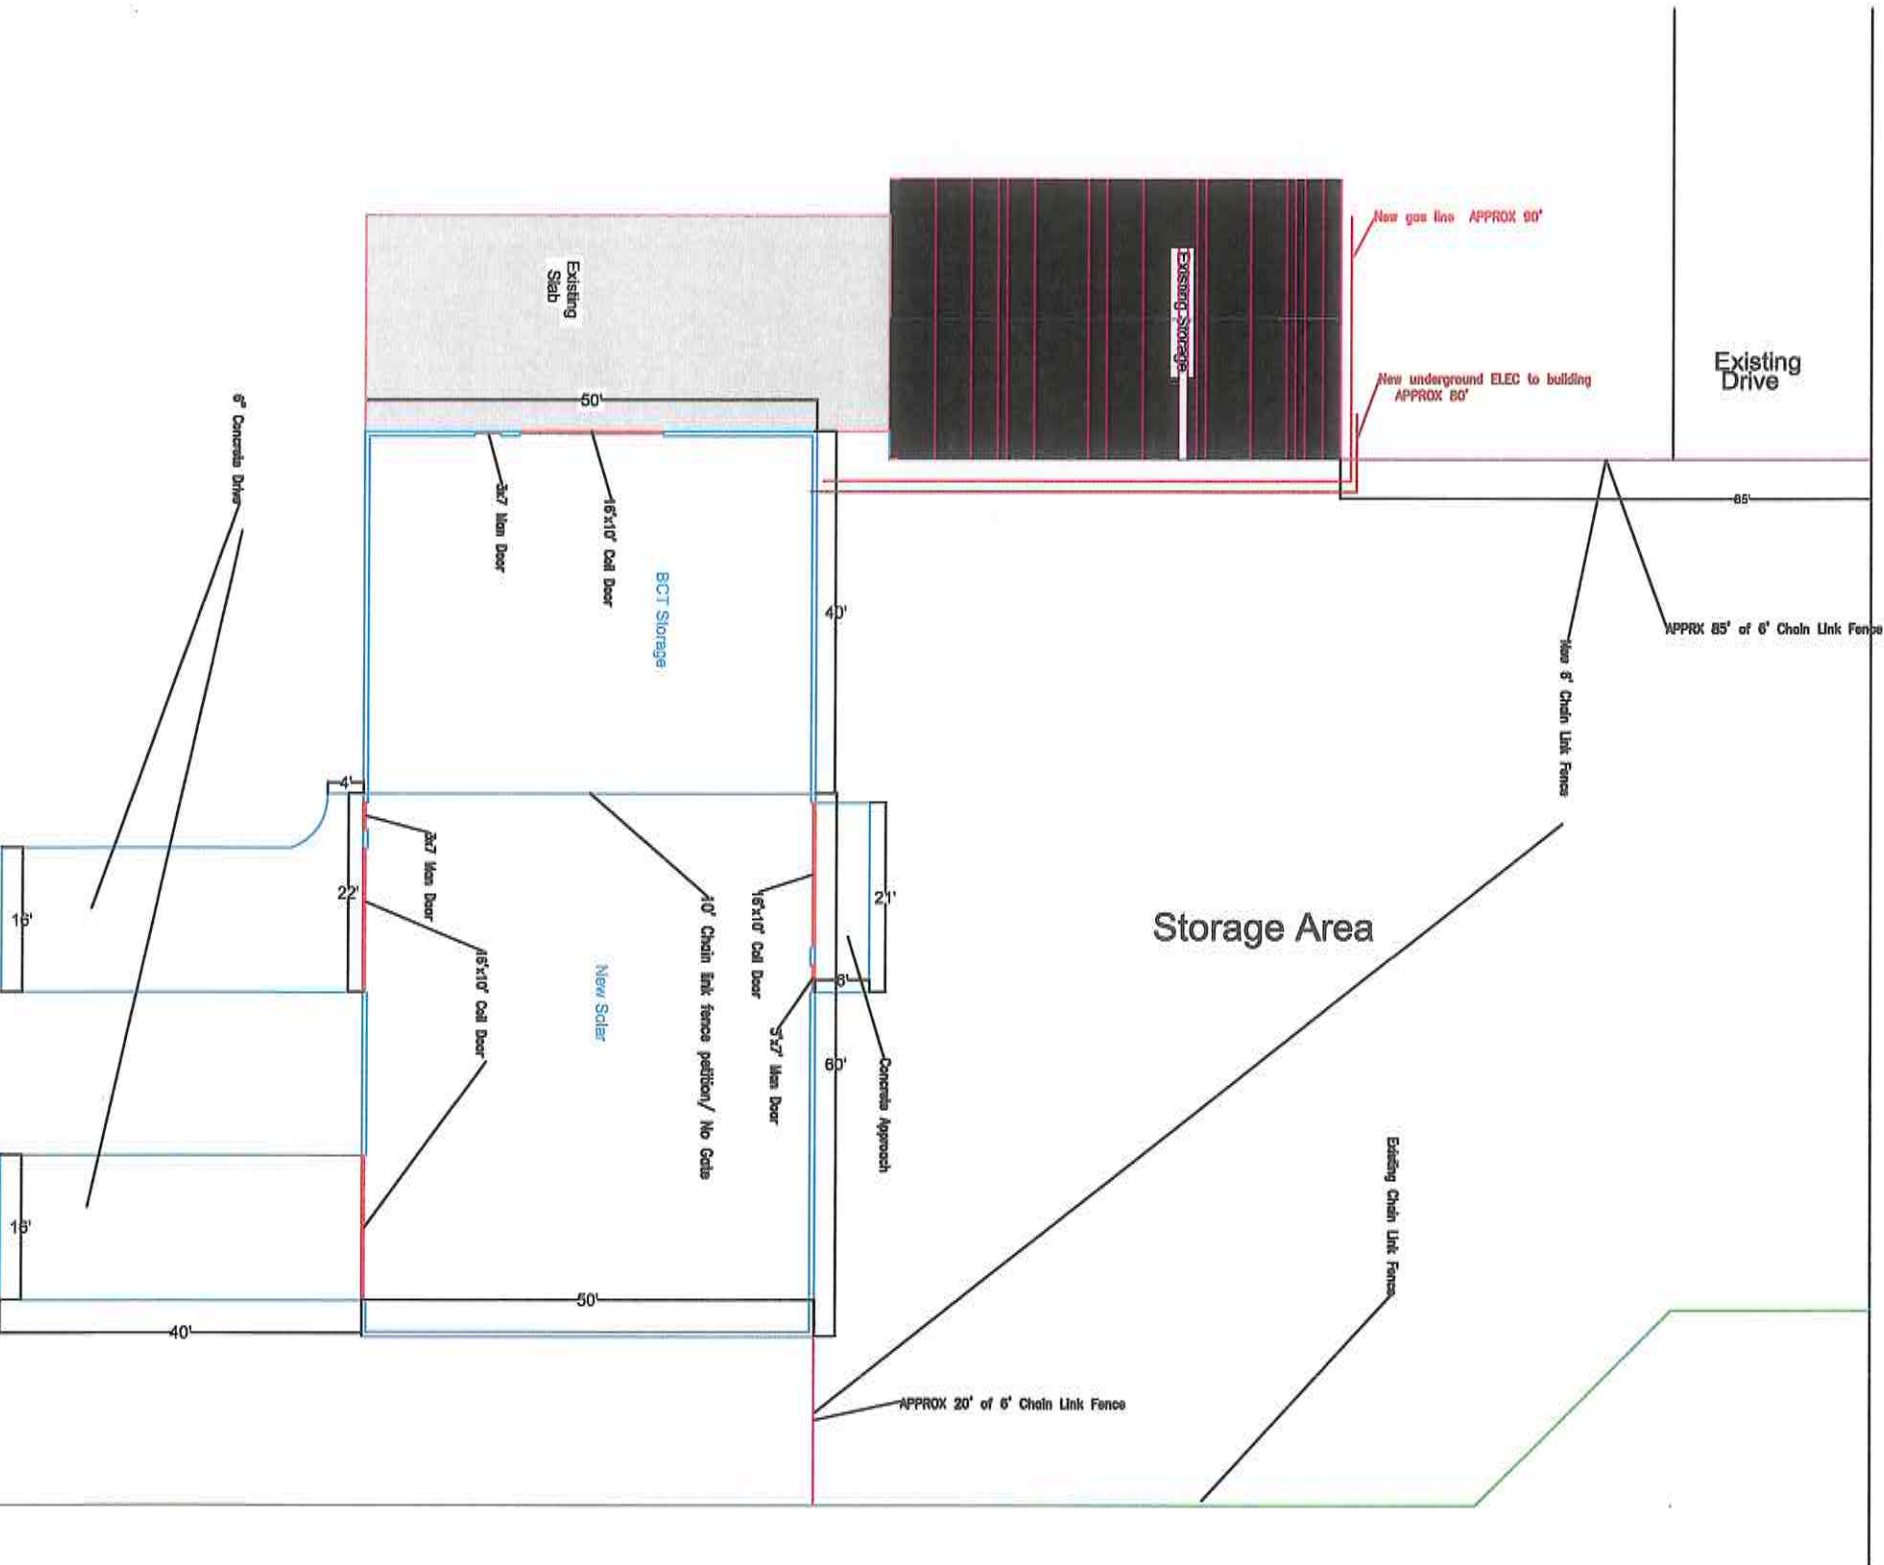 New gas line APPROX 90'
Existing
Drive
New underground ELEC to building
APPROX 80'
Existing Storage
Existing
Slab
50'
85'
6" Concrete Drive
3x7 Man Door
16'x10' Coil Door
BCT Storage
40'
APPRX 85' of 6' Chain Link Fence
New 6' Chain Link Fence
4'
3x7 Man Door
22'
16'
16'x10' Coil Door
New Solar
10' Chain link fence petition/ No Gate
16'x10' Coil Door
3'x7' Man Door
21'
8'
60'
Concrete Approach
Storage Area
Existing Chain Link Fence
16'
50'
40'
APPROX 20' of 6' Chain Link Fence